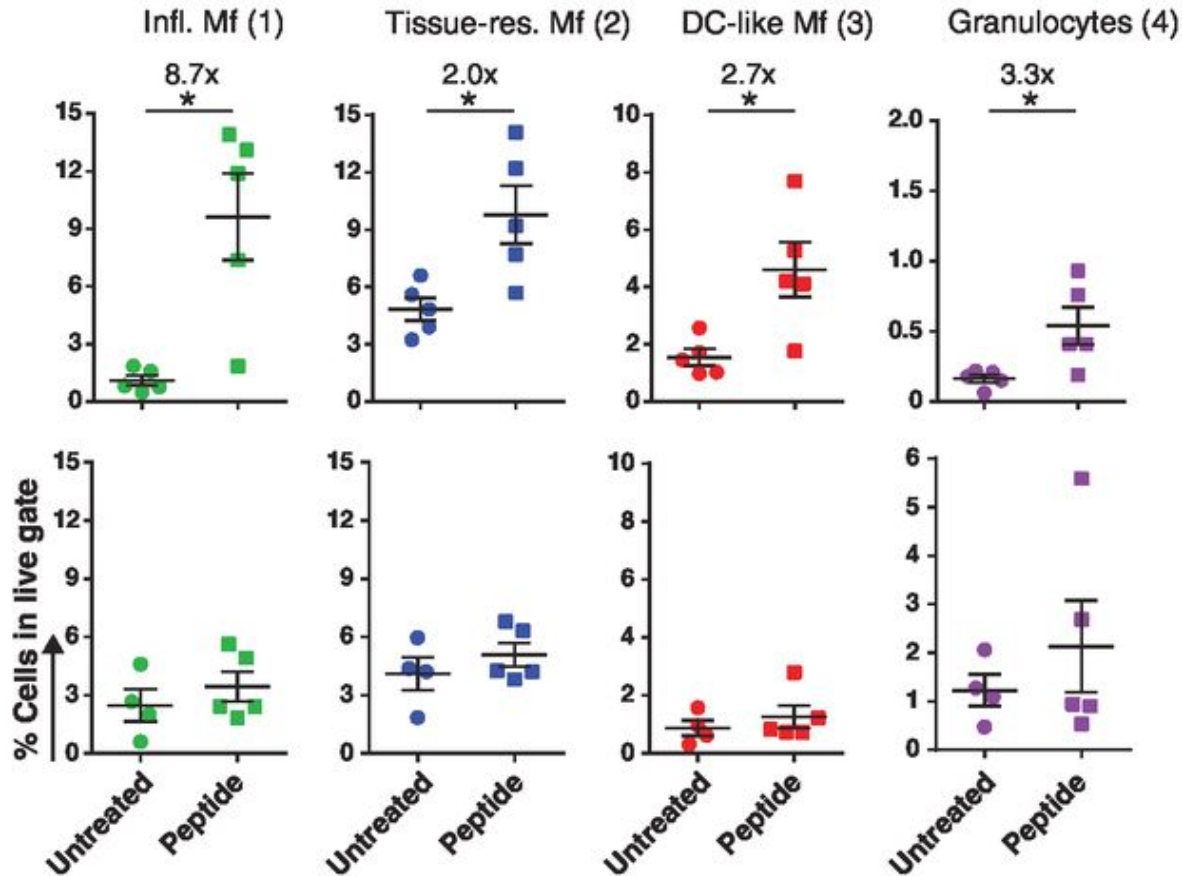 Infl. Mf (1) Tissue-res. Mf (2) DC-like Mf (3) Granulocytes (4)
8.7x 2.0x 2.7x 3.3x
* * * *
15 15 10 2.0
12 12 8 1.5
9 9 6 1.0
6 4
3 3 2 0.5
0 0 0 0
% Cells in live gate
15 15 10 6
12 12 8 5
9 9 6 4
6 6 4 3
3 3 2 2
1
0 0 0 0
Untreated Peptide Untreated Peptide Untreated Peptide Untreated Peptide